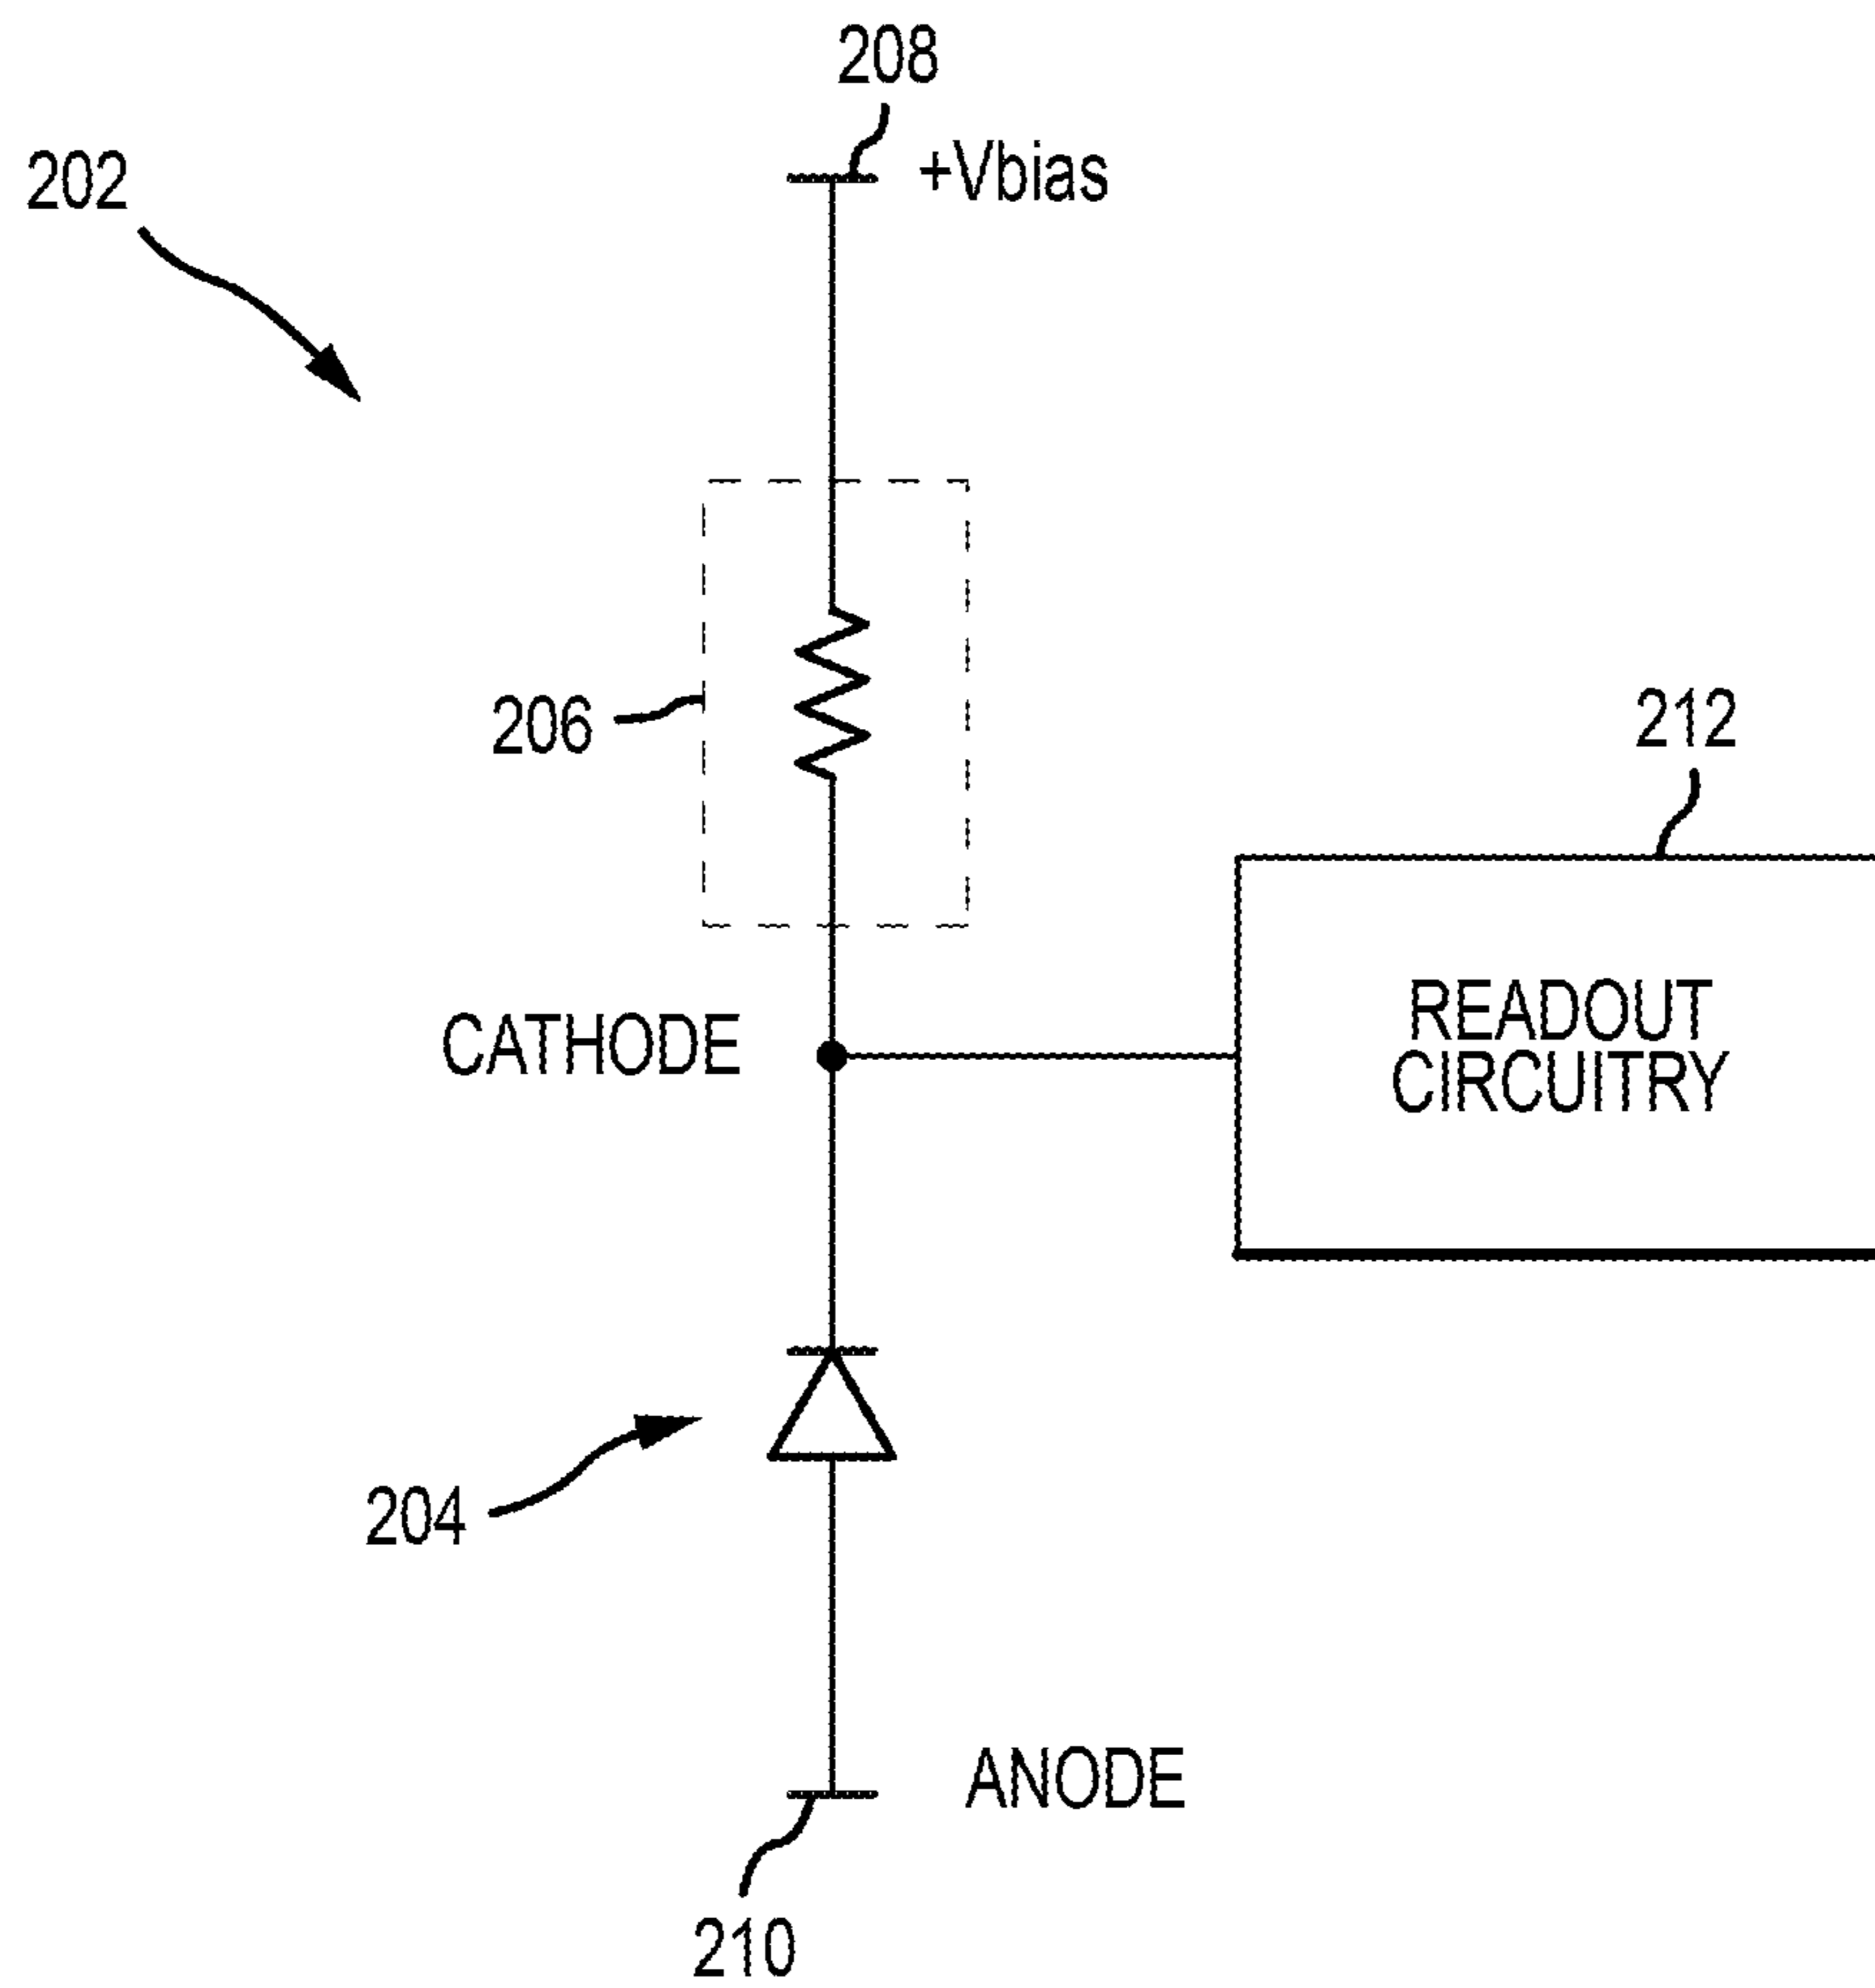 208
+Vbias
202
206
212
READOUT
CIRCUITRY
CATHODE
204
ANODE
210